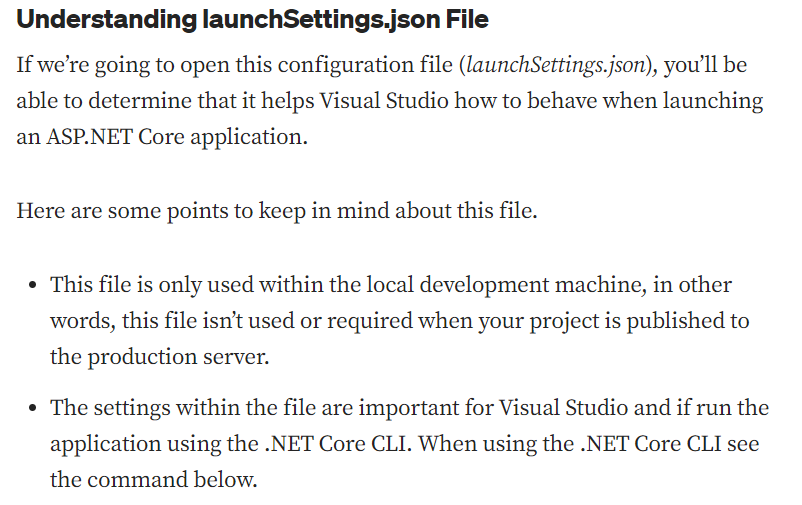 Understanding launchSettings.json File
If we’re going to open this configuration file (launchSettings.json), you’ll be
able to determine that it helps Visual Studio how to behave when launching
an ASP.NET Core application.
Here are some points to keep in mind about this file.
• This file is only used within the local development machine, in other
words, this file isn’t used or required when your project is published to
the production server.
• The settings within the file are important for Visual Studio and if run the
application using the .NET Core CLI. When using the .NET Core CLI see
the command below.